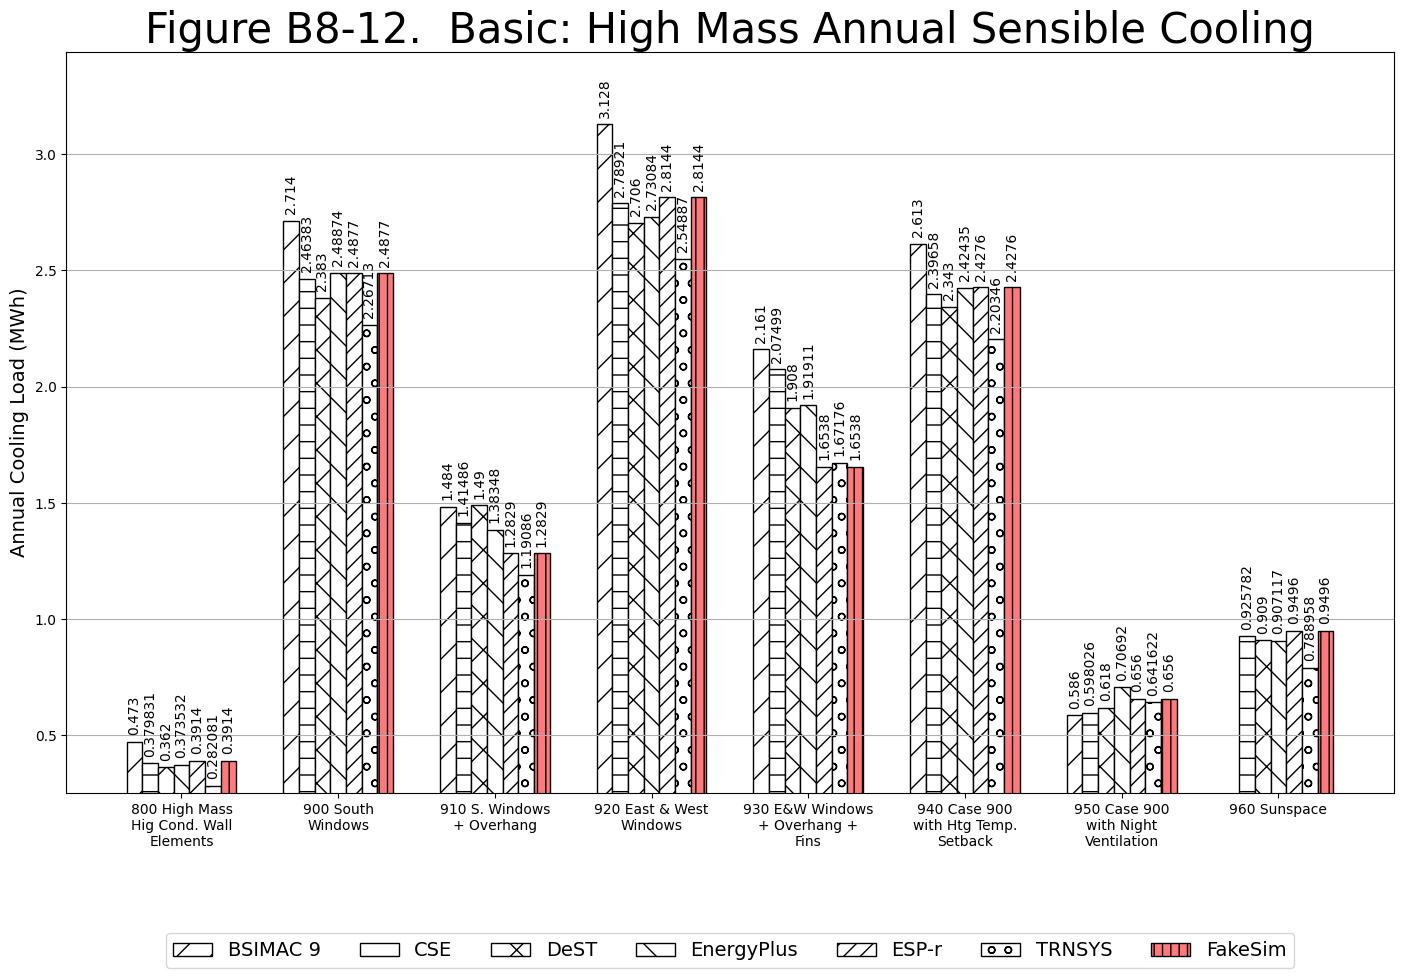 Figure B8-12.  Basic: High Mass Annual Sensible Cooling
Annual Cooling Load (MWh)
3.0
2.5
2.0
1.5
1.0
0.5
0.473
0.379831
0.362
0.373532
0.3914
0.282081
0.3914
2.714
2.46383
2.383
2.48874
2.4877
2.26713
2.4877
1.484
1.41486
1.49
1.38348
1.2829
1.19086
1.2829
3.128
2.78921
2.706
2.73084
2.8144
2.54887
2.8144
2.161
2.07499
1.908
1.91911
1.6538
1.67176
1.6538
2.613
2.39658
2.343
2.42435
2.4276
2.20346
2.4276
0.586
0.598026
0.618
0.70692
0.656
0.641622
0.656
0.925782
0.909
0.907117
0.9496
0.788958
0.9496
800 High Mass
Hig Cond. Wall
Elements
900 South
Windows
910 S. Windows
+ Overhang
920 East & West
Windows
930 E&W Windows
+ Overhang +
Fins
940 Case 900
with Htg Temp.
Setback
950 Case 900
with Night
Ventilation
960 Sunspace
BSIMAC 9
CSE
DeST
EnergyPlus
ESP-r
TRNSYS
FakeSim